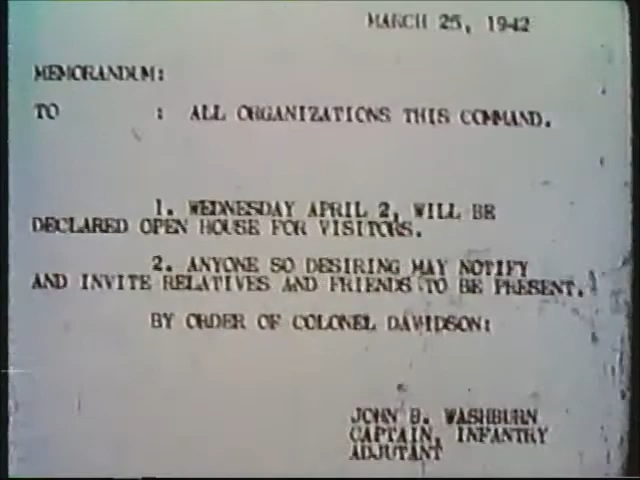 MARCH 25, 1942
MEMORANDUM:
TO : ALL ORGANIZATIONS THIS COMMAND.
1. WEDNESDAY APRIL 2, WILL BE
DECLARED OPEN HOUSE FOR VISITORS.
2. ANYONE SO DESIRING MAY NOTIFY
AND INVITE RELATIVES AND FRIENDS TO BE PRESENT.
BY ORDER OF COLONEL DAVIDSON:
JOHN B. WASHBURN
CAPTAIN, INFANTRY
ADJUTANT